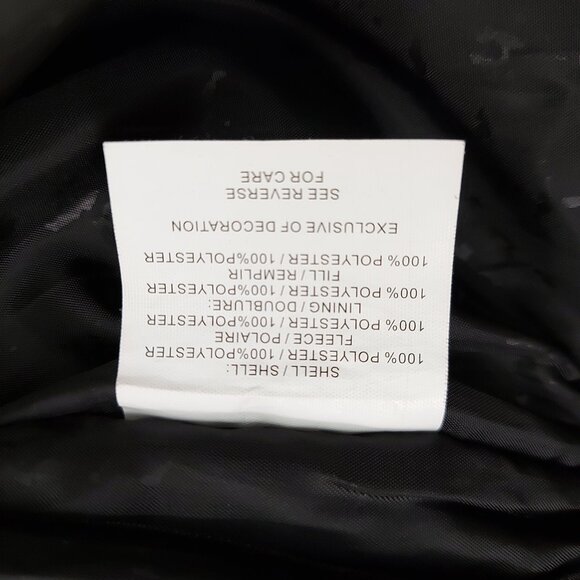 SHELL / SHELL:
100% POLYESTER / 100%POLYESTER
FLEECE / POLAIRE
100% POLYESTER / 100%POLYESTER
LINING / DOUBLURE:
100% POLYESTER / 100%POLYESTER
FILL / REMPLIR
100% POLYESTER / 100%POLYESTER
EXCLUSIVE OF DECORATION
SEE REVERSE
FOR CARE